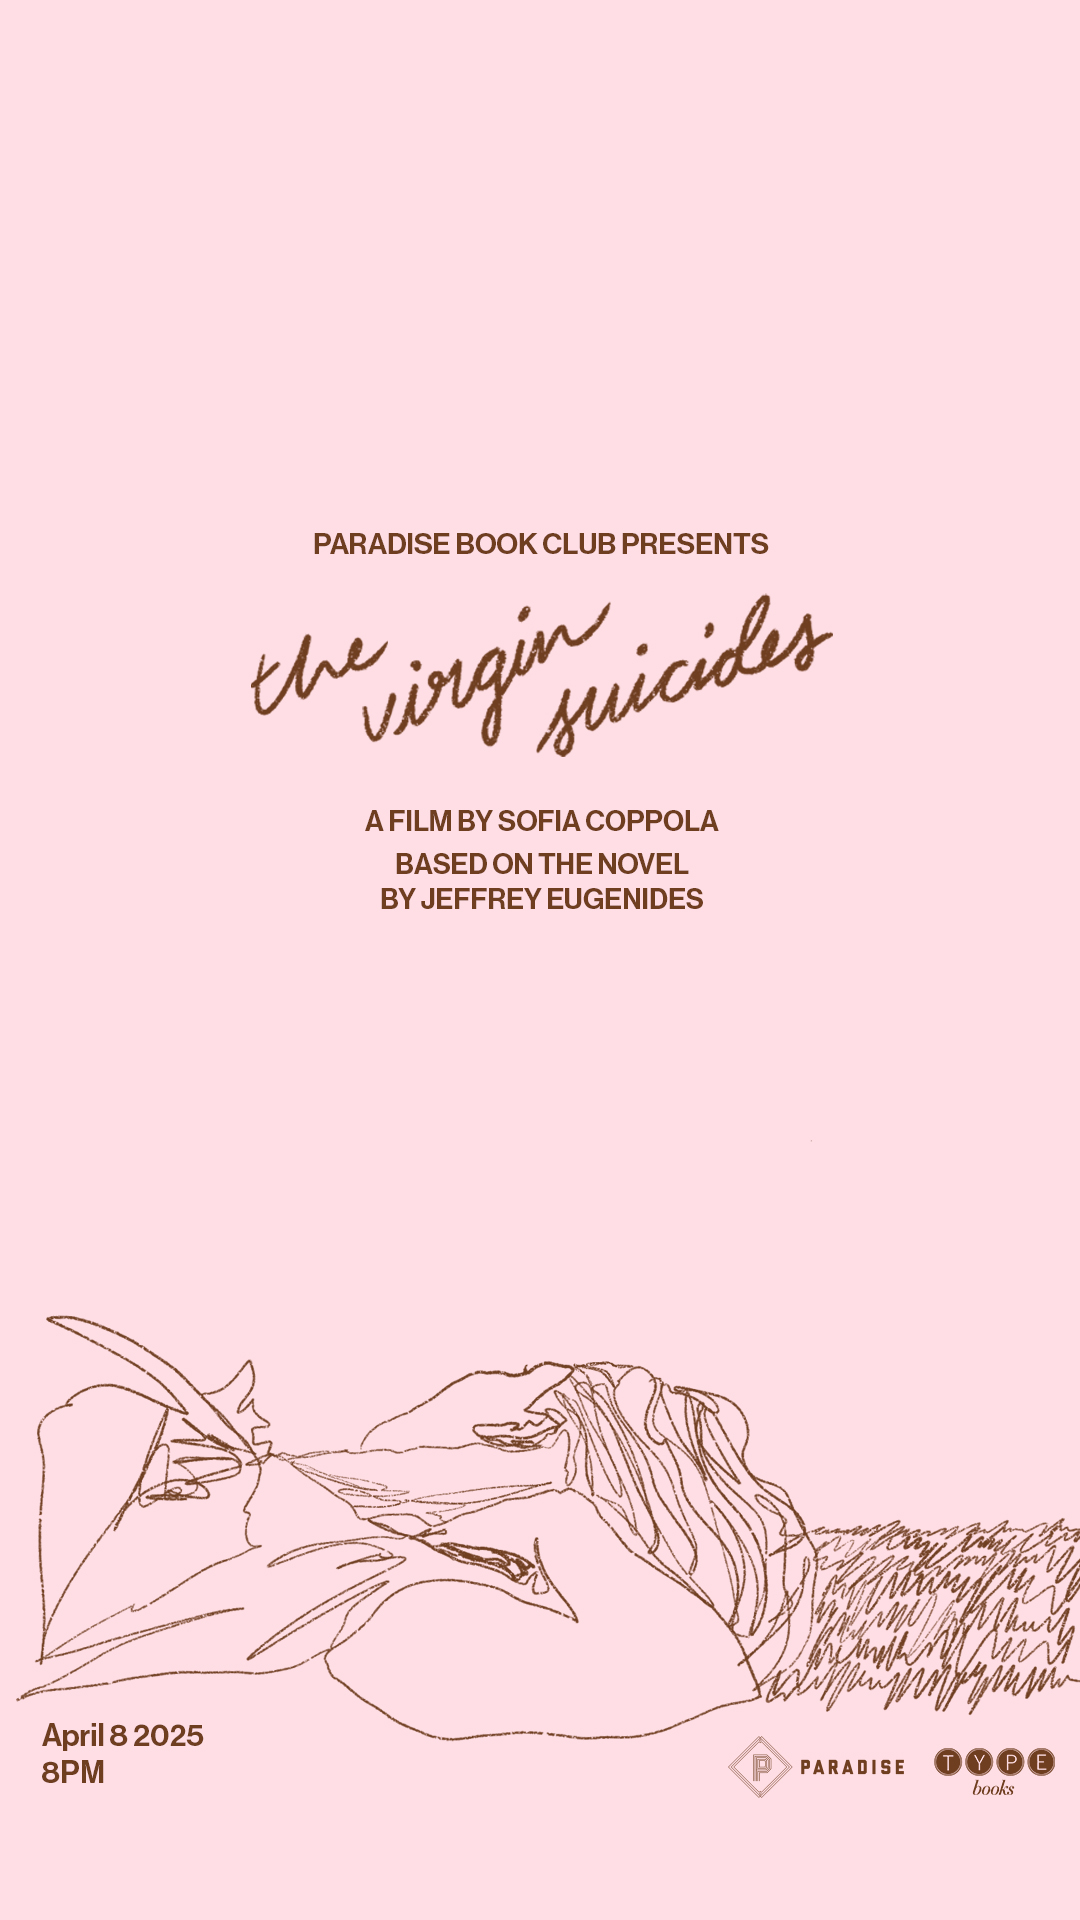 PARADISE BOOK CLUB PRESENTS
the virgin suicides
A FILM BY SOFIA COPPOLA
BASED ON THE NOVEL
BY JEFFREY EUGENIDES
April 8 2025
8PM
P PARADISE
TYPE
books